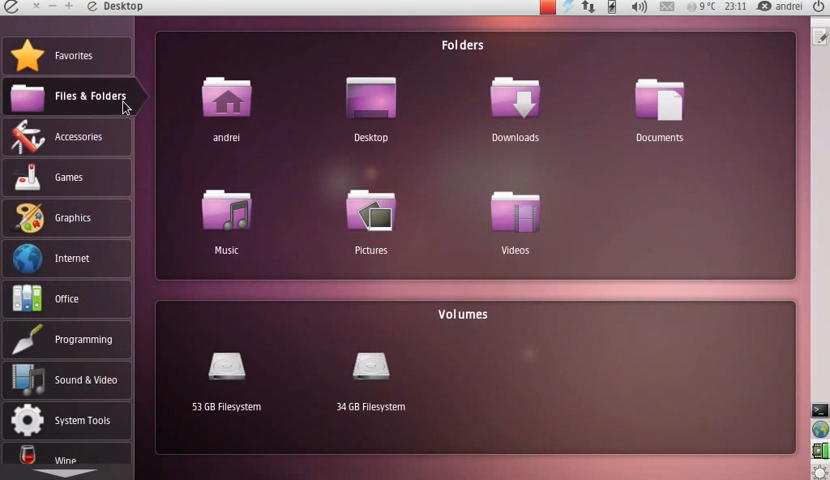 Desktop
9 °C 23:11 andrei
Favorites
Files & Folders
Accessories
Games
Graphics
Internet
Office
Programming
Sound & Video
System Tools
Wine
Folders
andrei
Desktop
Downloads
Documents
Music
Pictures
Videos
Volumes
53 GB Filesystem
34 GB Filesystem